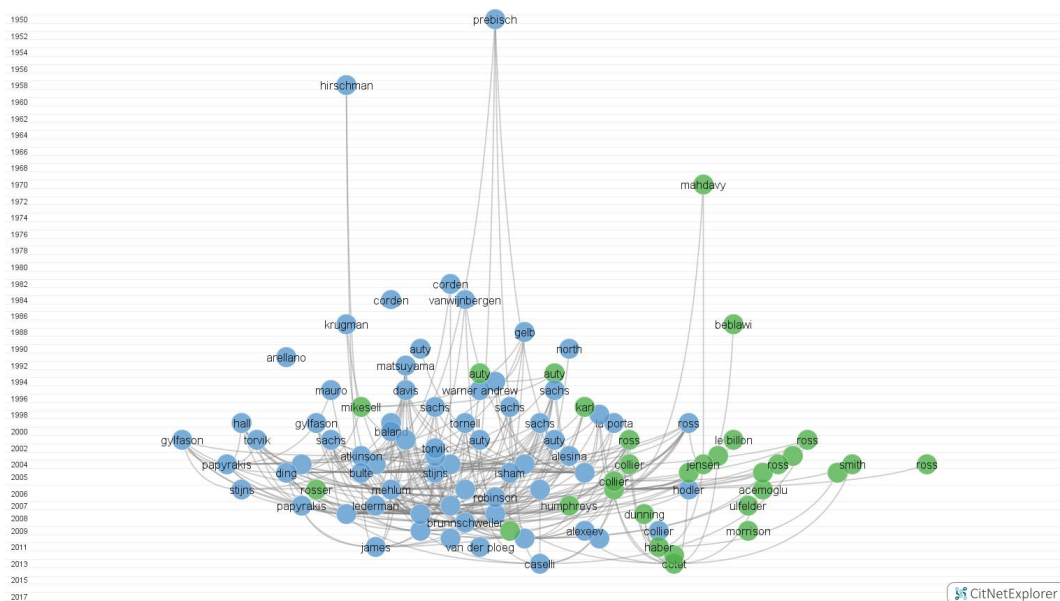 1950
prebisch
1952
1954
1956
1958
hirschman
1960
1962
1964
1966
1968
1970
mahdavy
1972
1974
1976
1978
1980
1982
corden
1984
corden
vanwijnbergen
1986
krugman
beblawi
1988
gelb
1990
auty
north
arellano
1992
matsuyama
auty
auty
1994
mauro
davis
warner andrew
sachs
1996
mikesell
sachs
sachs
karl
1998
hall
gylfason
tornell
sachs
la porta
ross
2000
baland
gylfason
torvik
sachs
auty
auty
ross
le billon
ross
2002
torvik
atkinson
alesina
2004
papyrakis
collier
jensen
ross
smith
ross
2005
ding
bulte
stijns
isham
collier
2006
stijns
rosser
mehlum
robinson
hodler
acemoglu
2007
papyrakis
lederman
humphreys
ulfelder
2008
dunning
brunnschweiler
2009
alexeev
collier
morrison
2011
james
van der ploeg
haber
2013
caselli
cotet
2015
2017
CitNetExplorer